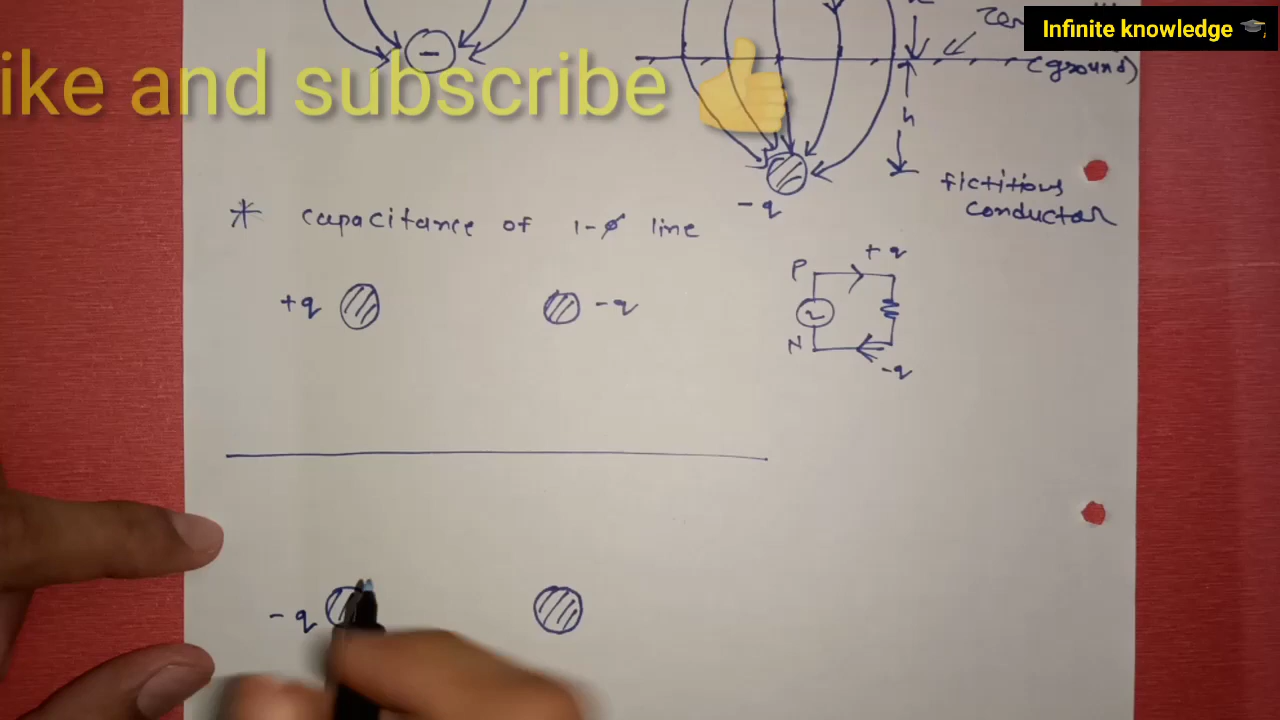 Infinite knowledge 🎓
ike and subscribe 👍
−
(ground)
h
-q
fictitious
conductor
* capacitance of 1-ϕ line
+q
-q
P
+q
N
-q
-q